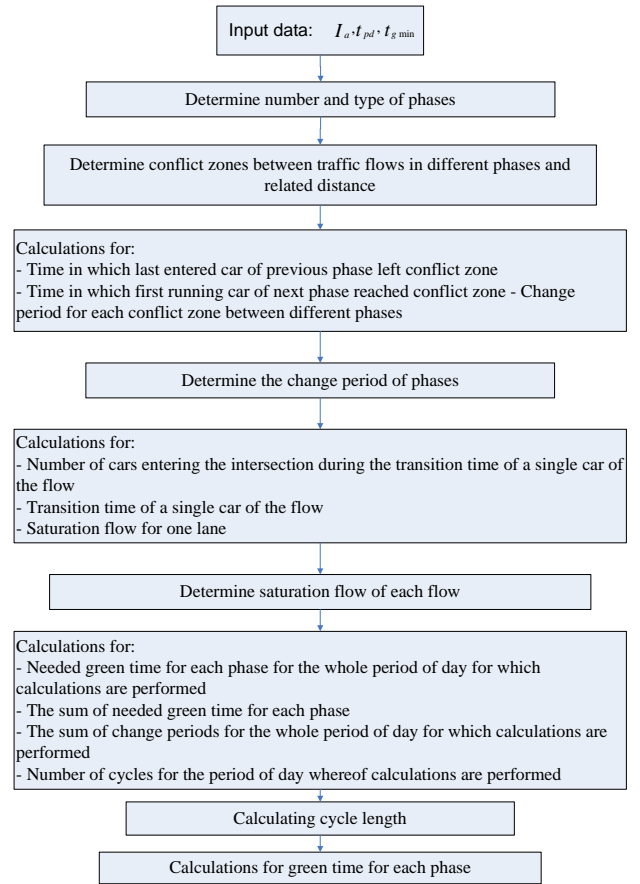 Input data: I a , t pd , t g min
Determine number and type of phases
Determine conflict zones between traffic flows in different phases and
related distance
Calculations for:
- Time in which last entered car of previous phase left conflict zone
- Time in which first running car of next phase reached conflict zone - Change
period for each conflict zone between different phases
Determine the change period of phases
Calculations for:
- Number of cars entering the intersection during the transition time of a single car of
the flow
- Transition time of a single car of the flow
- Saturation flow for one lane
Determine saturation flow of each flow
Calculations for:
- Needed green time for each phase for the whole period of day for which
calculations are performed
- The sum of needed green time for each phase
- The sum of change periods for the whole period of day for which calculations are
performed
- Number of cycles for the period of day whereof calculations are performed
Calculating cycle length
Calculations for green time for each phase